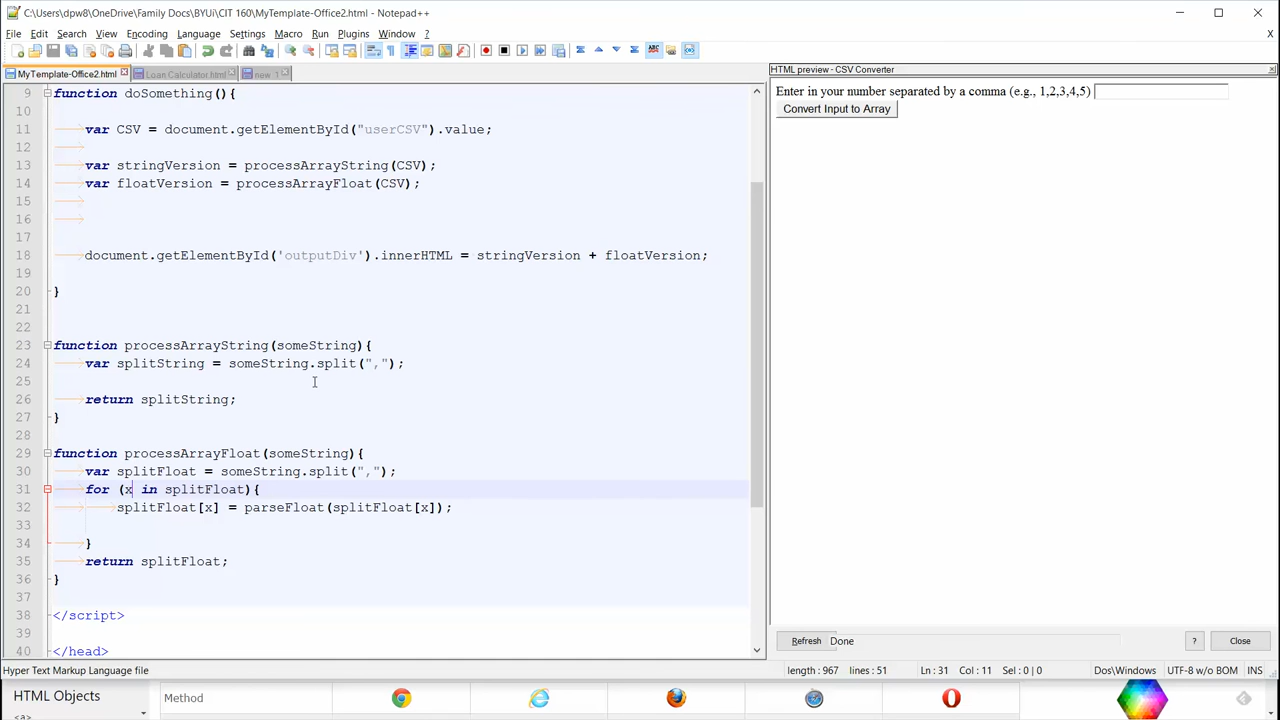 C:\Users\dpw8\OneDrive\Family Docs\BYUi\CIT 160\MyTemplate-Office2.html - Notepad++
File Edit Search View Encoding Language Settings Macro Run Plugins Window ? X
MyTemplate-Office2.html Loan Calculator.html new 1
9 function doSomething(){
10
11 var CSV = document.getElementById("userCSV").value;
12
13 var stringVersion = processArrayString(CSV);
14 var floatVersion = processArrayFloat(CSV);
15
16
17
18 document.getElementById('outputDiv').innerHTML = stringVersion + floatVersion;
19
20 }
21
22
23 function processArrayString(someString){
24 var splitString = someString.split(",");
25
26 return splitString;
27 }
28
29 function processArrayFloat(someString){
30 var splitFloat = someString.split(",");
31 for (x in splitFloat){
32 splitFloat[x] = parseFloat(splitFloat[x]);
33
34 }
35 return splitFloat;
36 }
37
38 </script>
39
40 </head>
HTML preview - CSV Converter
Enter in your number separated by a comma (e.g., 1,2,3,4,5)
Convert Input to Array
Refresh Done ? Close
Hyper Text Markup Language file length : 967 lines : 51 Ln : 31 Col : 11 Sel : 0 | 0 Dos\Windows UTF-8 w/o BOM INS
HTML Objects Method
<a>